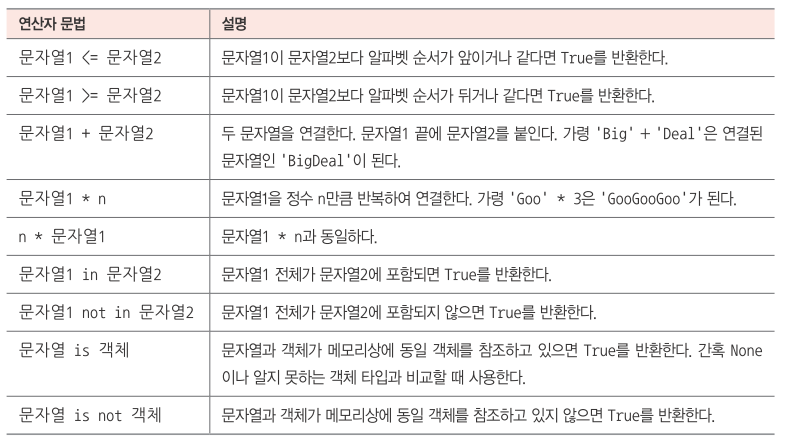 연산자 문법 설명
문자열1 <= 문자열2 문자열1이 문자열2보다 알파벳 순서가 앞이거나 같다면 True를 반환한다.
문자열1 >= 문자열2 문자열1이 문자열2보다 알파벳 순서가 뒤거나 같다면 True를 반환한다.
문자열1 + 문자열2 두 문자열을 연결한다. 문자열1 끝에 문자열2를 붙인다. 가령 'Big' + 'Deal'은 연결된
문자열인 'BigDeal'이 된다.
문자열1 * n 문자열1을 정수 n만큼 반복하여 연결한다. 가령 'Goo' * 3은 'GooGooGoo'가 된다.
n * 문자열1 문자열1 * n과 동일하다.
문자열1 in 문자열2 문자열1 전체가 문자열2에 포함되면 True를 반환한다.
문자열1 not in 문자열2 문자열1 전체가 문자열2에 포함되지 않으면 True를 반환한다.
문자열 is 객체 문자열과 객체가 메모리상에 동일 객체를 참조하고 있으면 True를 반환한다. 간혹 None
이나 알지 못하는 객체 타입과 비교할 때 사용한다.
문자열 is not 객체 문자열과 객체가 메모리상에 동일 객체를 참조하고 있지 않으면 True를 반환한다.